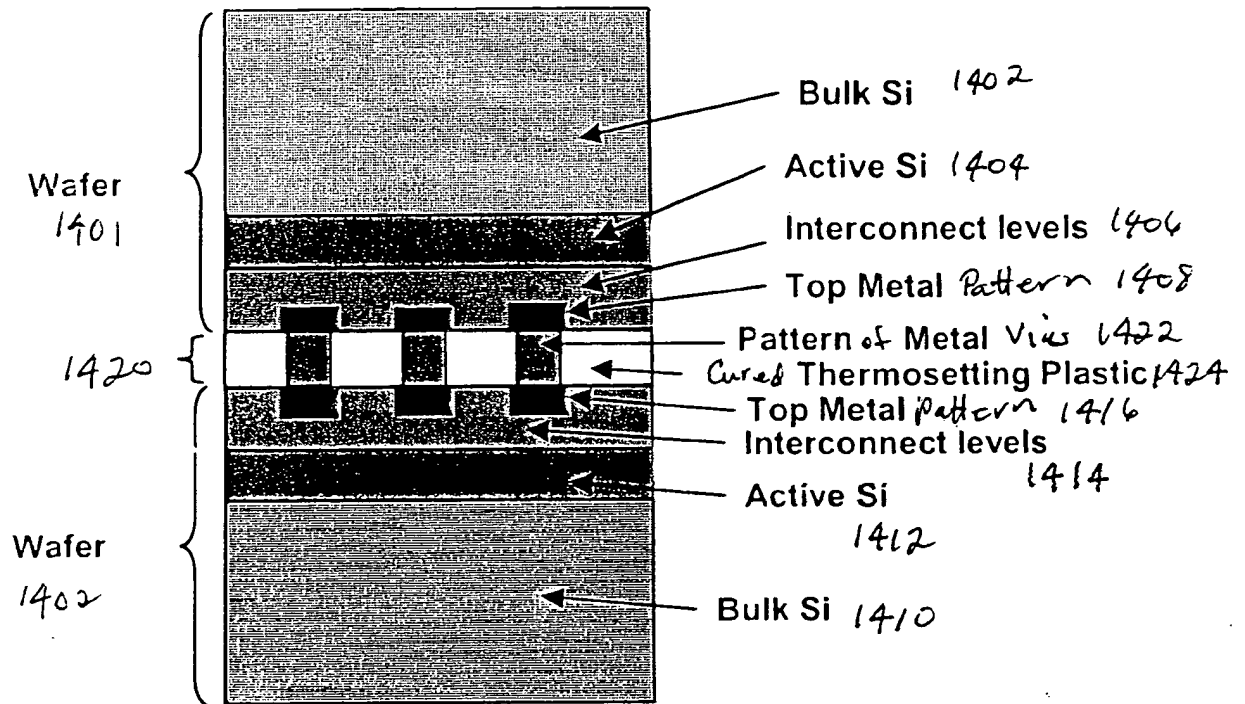 Bulk Si 1402
Active Si 1404
Wafer
1401
Interconnect levels 1406
Top Metal Pattern 1408
Pattern of Metal Vias 1422
1420
Cured Thermosetting Plastic 1424
Top Metal Pattern 1416
Interconnect levels
1414
Active Si
1412
Wafer
1402
Bulk Si 1410